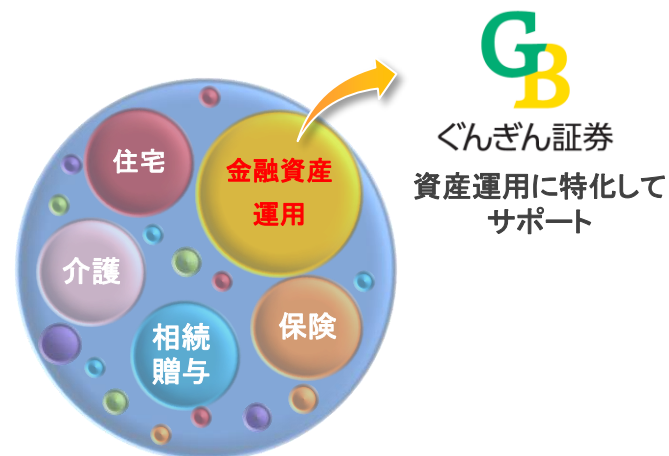 GB
ぐんぎん証券
資産運用に特化して
サポート
住宅
金融資産
運用
介護
保険
相続
贈与